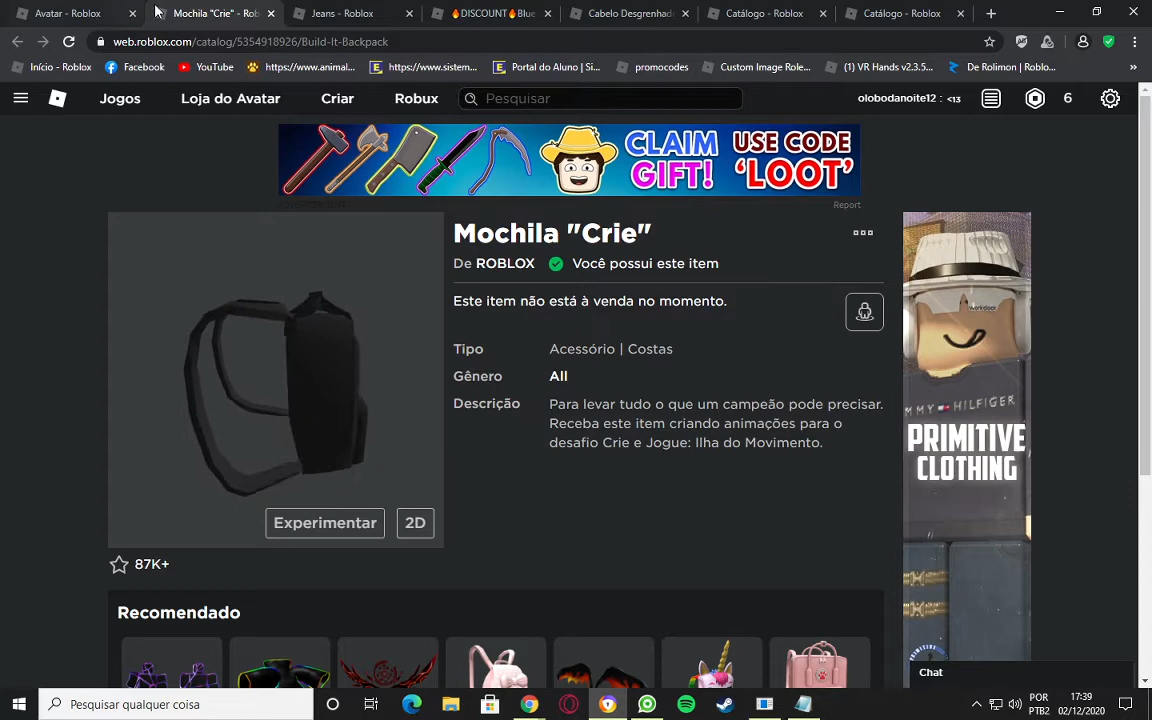 Avatar - Roblox
Mochila "Crie" - Rob
Jeans - Roblox
🔥DISCOUNT🔥Blue
Cabelo Desgrenhad
Catálogo - Roblox
Catálogo - Roblox
web.roblox.com/catalog/5354918926/Build-It-Backpack
Início - Roblox
Facebook
YouTube
https://www.animal...
https://www.sistem...
Portal do Aluno | Si...
promocodes
Custom Image Role...
(1) VR Hands v2.3.5...
De Rolimon | Roblo...
Jogos
Loja do Avatar
Criar
Robux
Pesquisar
olobodanoite12 : <13
6
CLAIM GIFT!
USE CODE 'LOOT'
ADVERTISEMENT
Report
Mochila "Crie"
De ROBLOX Você possui este item
Este item não está à venda no momento.
Tipo Acessório | Costas
Gênero All
Descrição Para levar tudo o que um campeão pode precisar.
Receba este item criando animações para o
desafio Crie e Jogue: Ilha do Movimento.
Experimentar
2D
87K+
Recomendado
MMY HILFIGER
PRIMITIVE
CLOTHING
Chat
Pesquisar qualquer coisa
POR
PTB2
17:39
02/12/2020